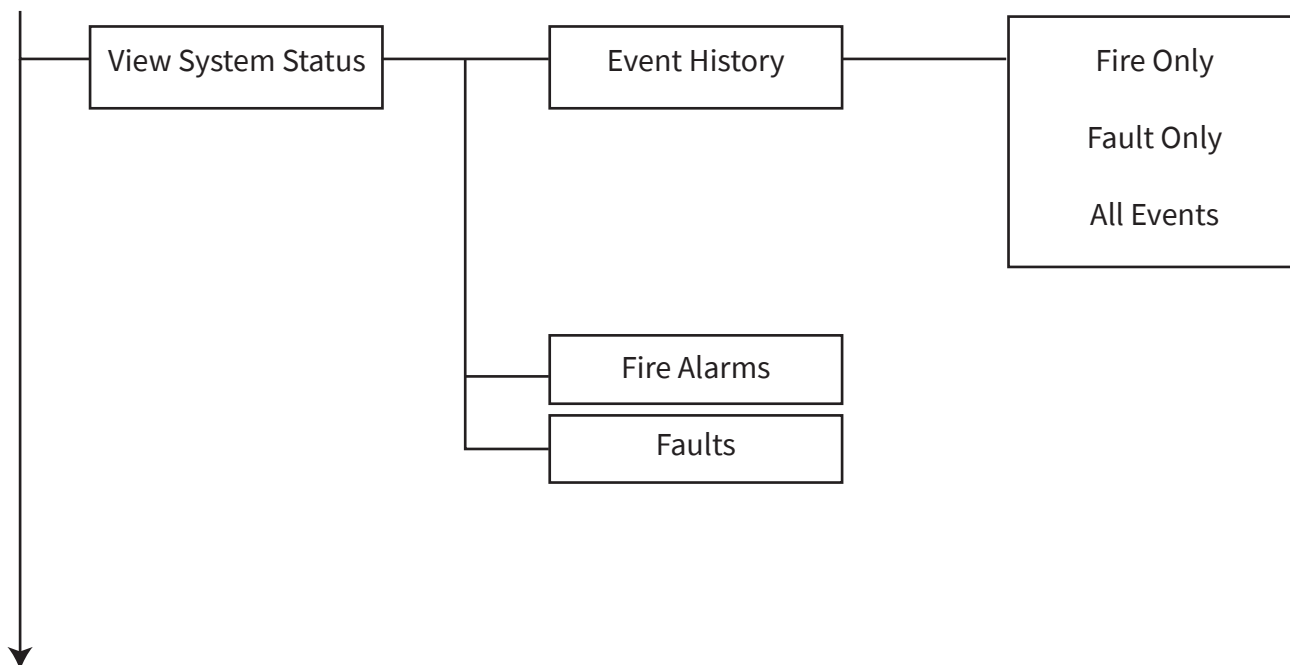 View System Status
Event History
Fire Only
Fault Only
All Events
Fire Alarms
Faults